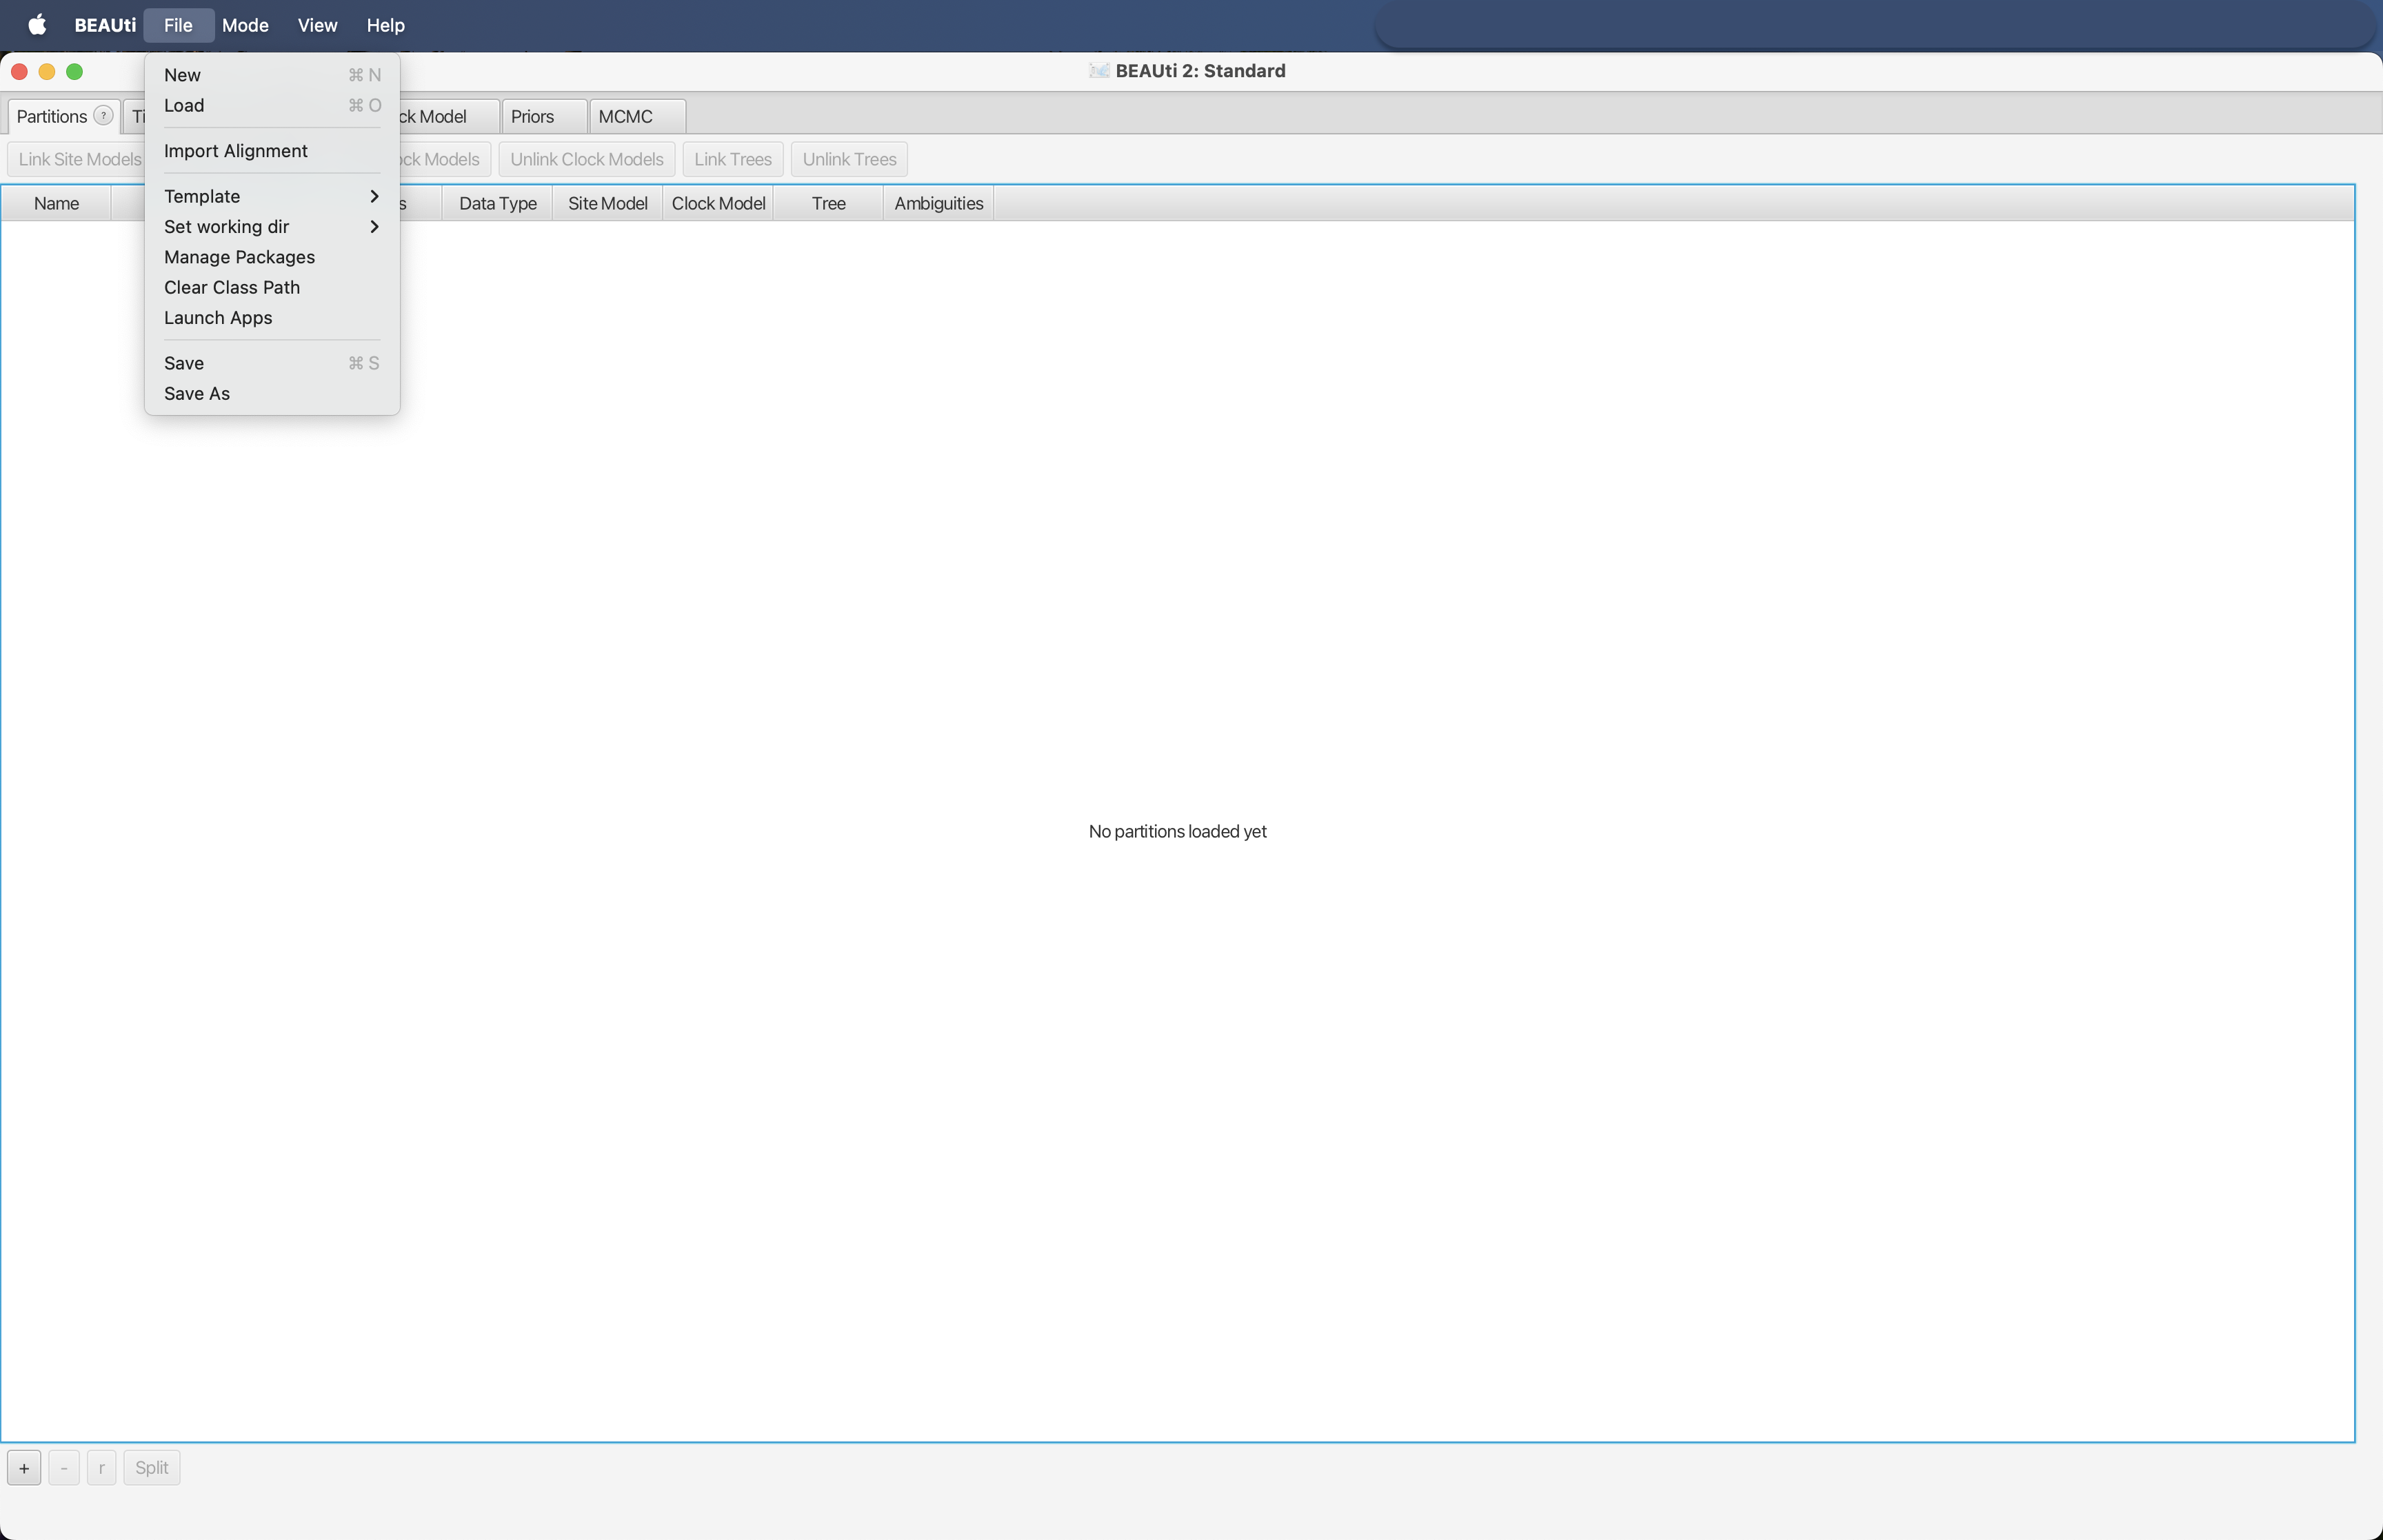 BEAUti File Mode View Help
BEAUti 2: Standard
New ⌘ N
Load ⌘ O
Import Alignment
Template
Set working dir
Manage Packages
Clear Class Path
Launch Apps
Save ⌘ S
Save As
Partitions ? Ti ck Model Priors MCMC
Link Site Models ock Models Unlink Clock Models Link Trees Unlink Trees
Name s Data Type Site Model Clock Model Tree Ambiguities
No partitions loaded yet
+ - r Split